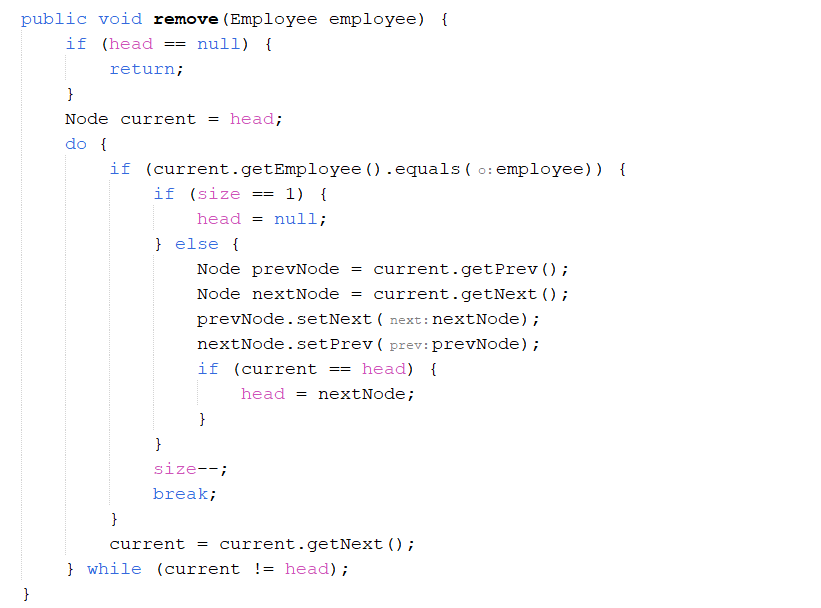 public void remove(Employee employee) {
    if (head == null) {
        return;
    }
    Node current = head;
    do {
        if (current.getEmployee().equals( o: employee)) {
            if (size == 1) {
                head = null;
            } else {
                Node prevNode = current.getPrev();
                Node nextNode = current.getNext();
                prevNode.setNext( next: nextNode);
                nextNode.setPrev( prev: prevNode);
                if (current == head) {
                    head = nextNode;
                }
            }
            size--;
            break;
        }
        current = current.getNext();
    } while (current != head);
}